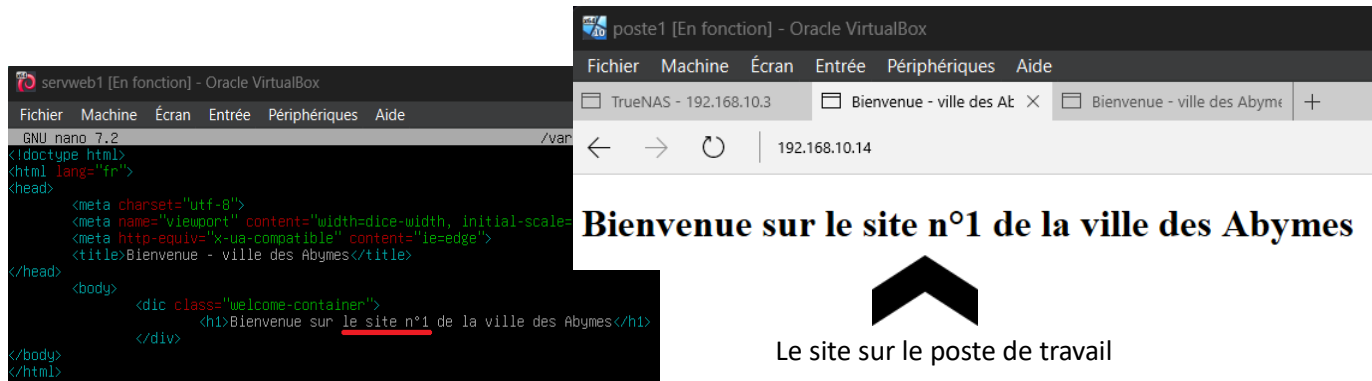 servweb1 [En fonction] - Oracle VirtualBox
Fichier Machine Écran Entrée Périphériques Aide
GNU nano 7.2 /var
<!doctype html>
<html lang="fr">
<head>
<meta charset="utf-8">
<meta name="viewport" content="width=dice-width, initial-scale=
<meta http-equiv="x-ua-compatible" content="ie=edge">
<title>Bienvenue - ville des Abymes</title>
</head>
<body>
<dic class="welcome-container">
<h1>Bienvenue sur le site n°1 de la ville des Abymes</h1>
</div>
</body>
</html>
poste1 [En fonction] - Oracle VirtualBox
Fichier Machine Écran Entrée Périphériques Aide
TrueNAS - 192.168.10.3 Bienvenue - ville des Ab Bienvenue - ville des Abyme
192.168.10.14
Bienvenue sur le site n°1 de la ville des Abymes
Le site sur le poste de travail